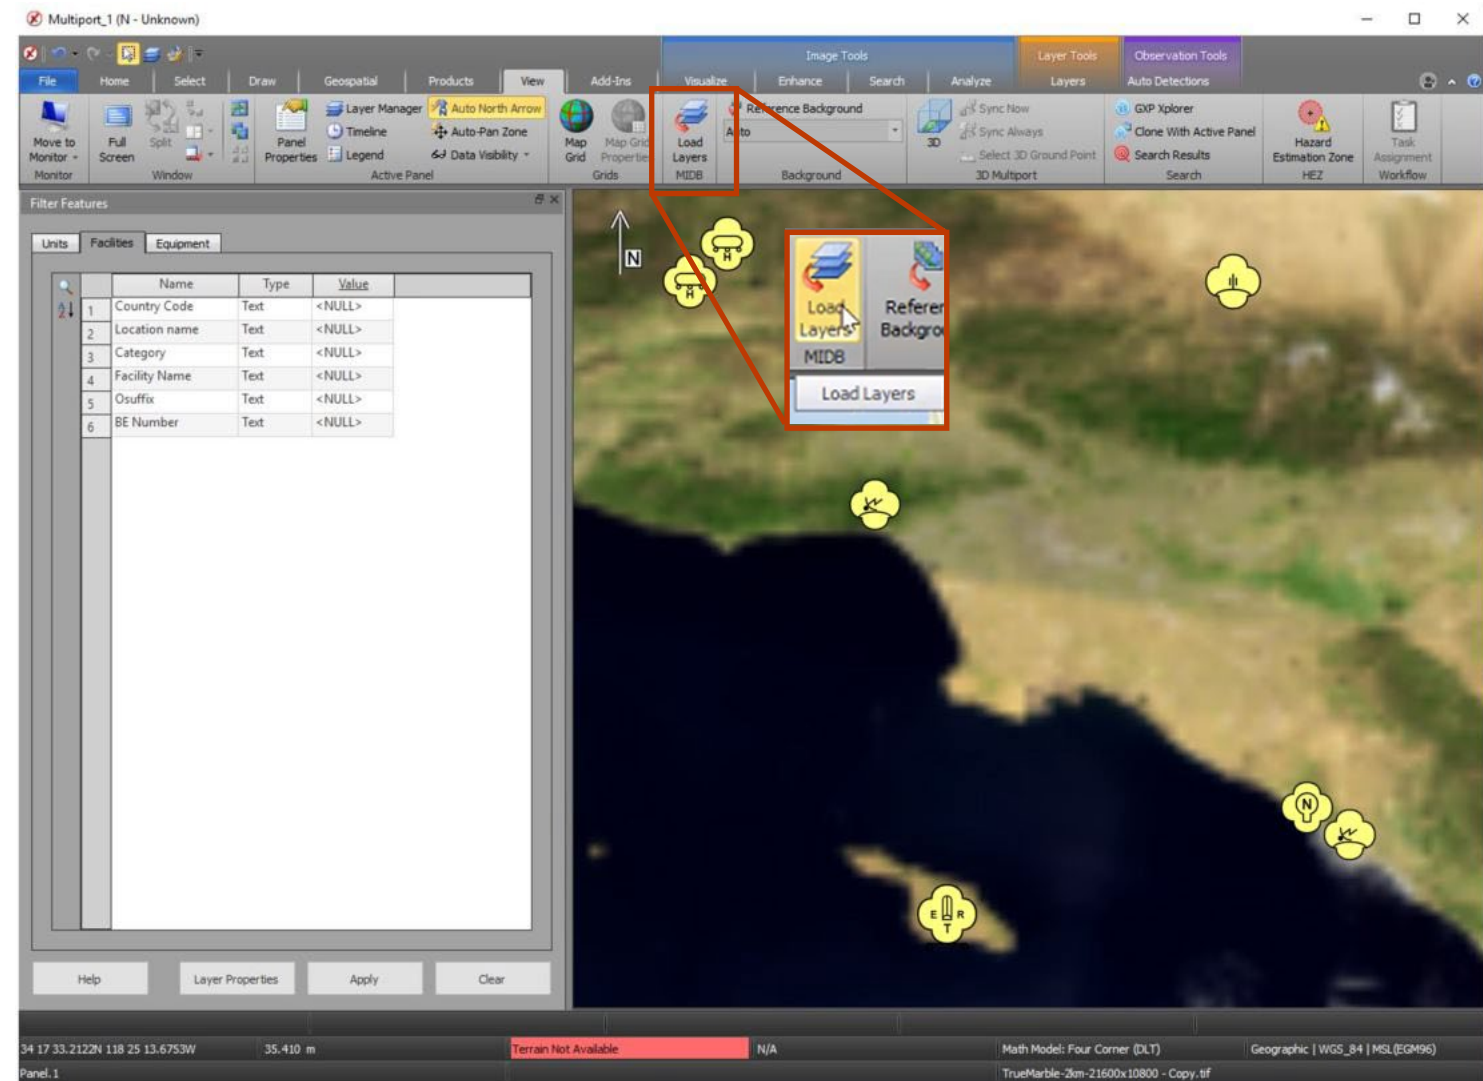 Multiport_1 (N - Unknown)
Image Tools
Layer Tools
Observation Tools
File
Home
Select
Draw
Geospatial
Products
View
Add-Ins
Visualize
Enhance
Search
Analyze
Layers
Auto Detections
Move to
Monitor
Monitor
Full
Screen
Split
Window
Panel
Properties
Layer Manager
Timeline
Legend
Auto North Arrow
Auto-Pan Zone
Data Visibility
Active Panel
Map
Grid
Map Grid
Properties
Grids
Load
Layers
MIDB
Reference Background
Auto
Background
3D
Sync Now
Sync Always
Select 3D Ground Point
3D Multiport
GXP Xplorer
Clone With Active Panel
Search Results
Search
Hazard
Estimation Zone
HEZ
Task
Assignment
Workflow
Filter Features
Units
Facilities
Equipment
Name Type Value
1 Country Code Text <NULL>
2 Location name Text <NULL>
3 Category Text <NULL>
4 Facility Name Text <NULL>
5 Osuffix Text <NULL>
6 BE Number Text <NULL>
Help
Layer Properties
Apply
Clear
N
H
H
Load
Layers
MIDB
Referen
Backgrou
Load Layers
N
E R
T
34 17 33.2122N 118 25 13.6753W
35.410 m
Terrain Not Available
N/A
Math Model: Four Corner (DLT)
Geographic | WGS_84 | MSL(EGM96)
Panel.1
TrueMarble-2km-21600x10800 - Copy.tif